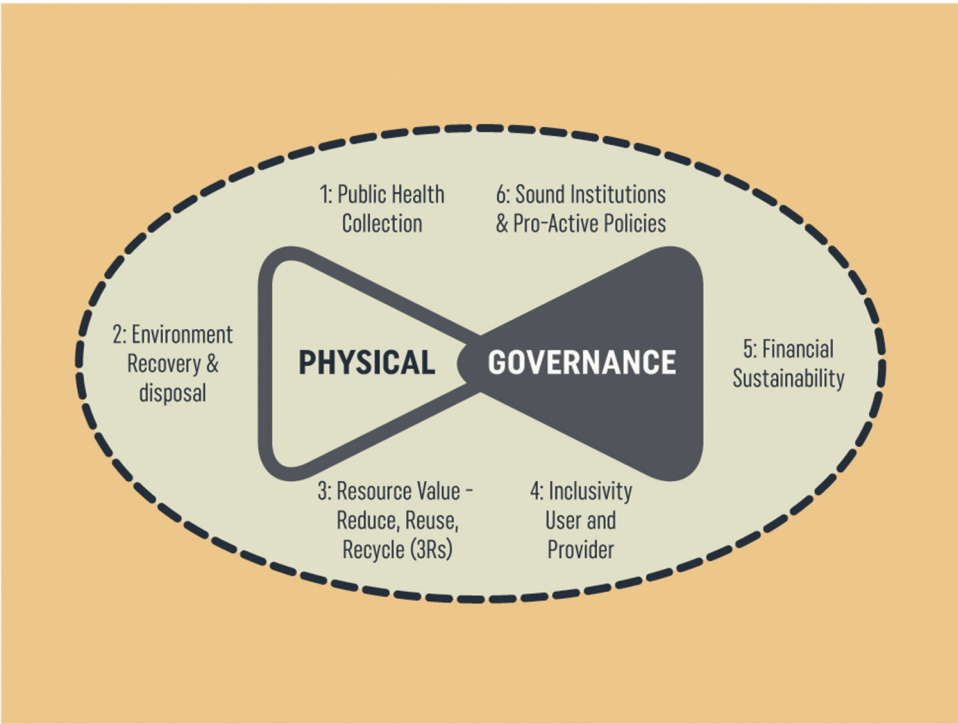 1: Public Health
Collection
6: Sound Institutions
& Pro-Active Policies
2: Environment
Recovery &
disposal
PHYSICAL
GOVERNANCE
5: Financial
Sustainability
3: Resource Value -
Reduce, Reuse,
Recycle (3Rs)
4: Inclusivity
User and
Provider